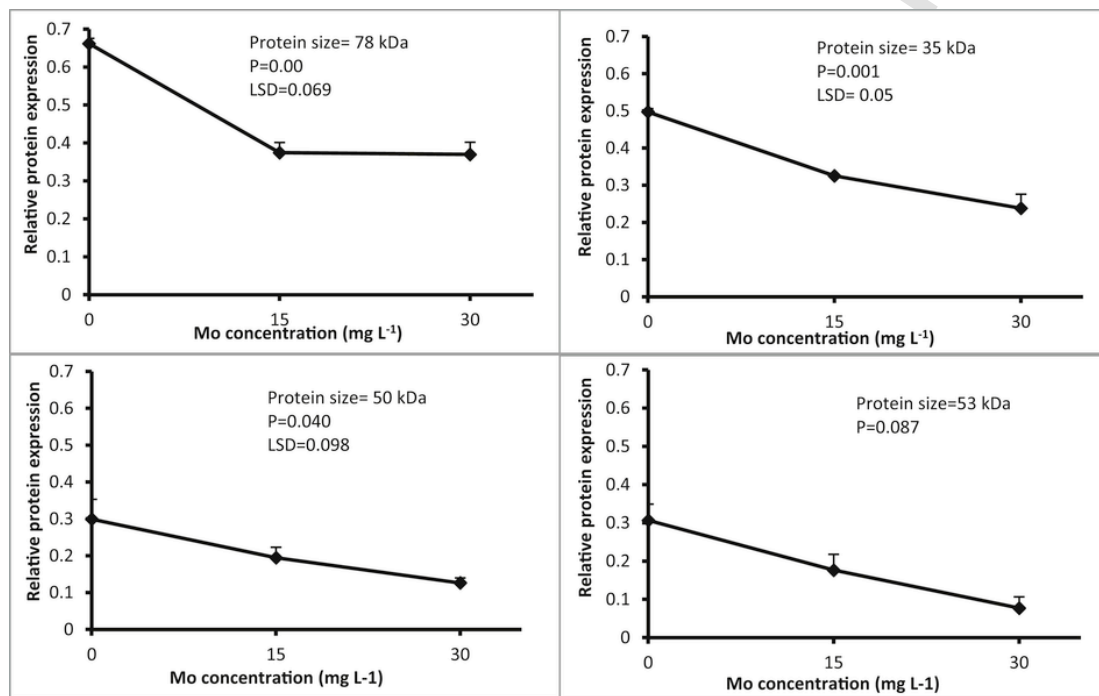 0.7
0.6
0.5
0.4
0.3
0.2
0.1
0
Relative protein expression
Protein size= 78 kDa
P=0.00
LSD=0.069
0 15 30
Mo concentration (mg L-1)
0.7
0.6
0.5
0.4
0.3
0.2
0.1
0
Relative protein expression
Protein size= 35 kDa
P=0.001
LSD= 0.05
0 15 30
Mo concentration (mg L-1)
0.7
0.6
0.5
0.4
0.3
0.2
0.1
0
Relative protein expression
Protein size= 50 kDa
P=0.040
LSD=0.098
0 15 30
Mo concentration (mg L-1)
0.7
0.6
0.5
0.4
0.3
0.2
0.1
0
Relative protein expression
Protein size=53 kDa
P=0.087
0 15 30
Mo concentration (mg L-1)